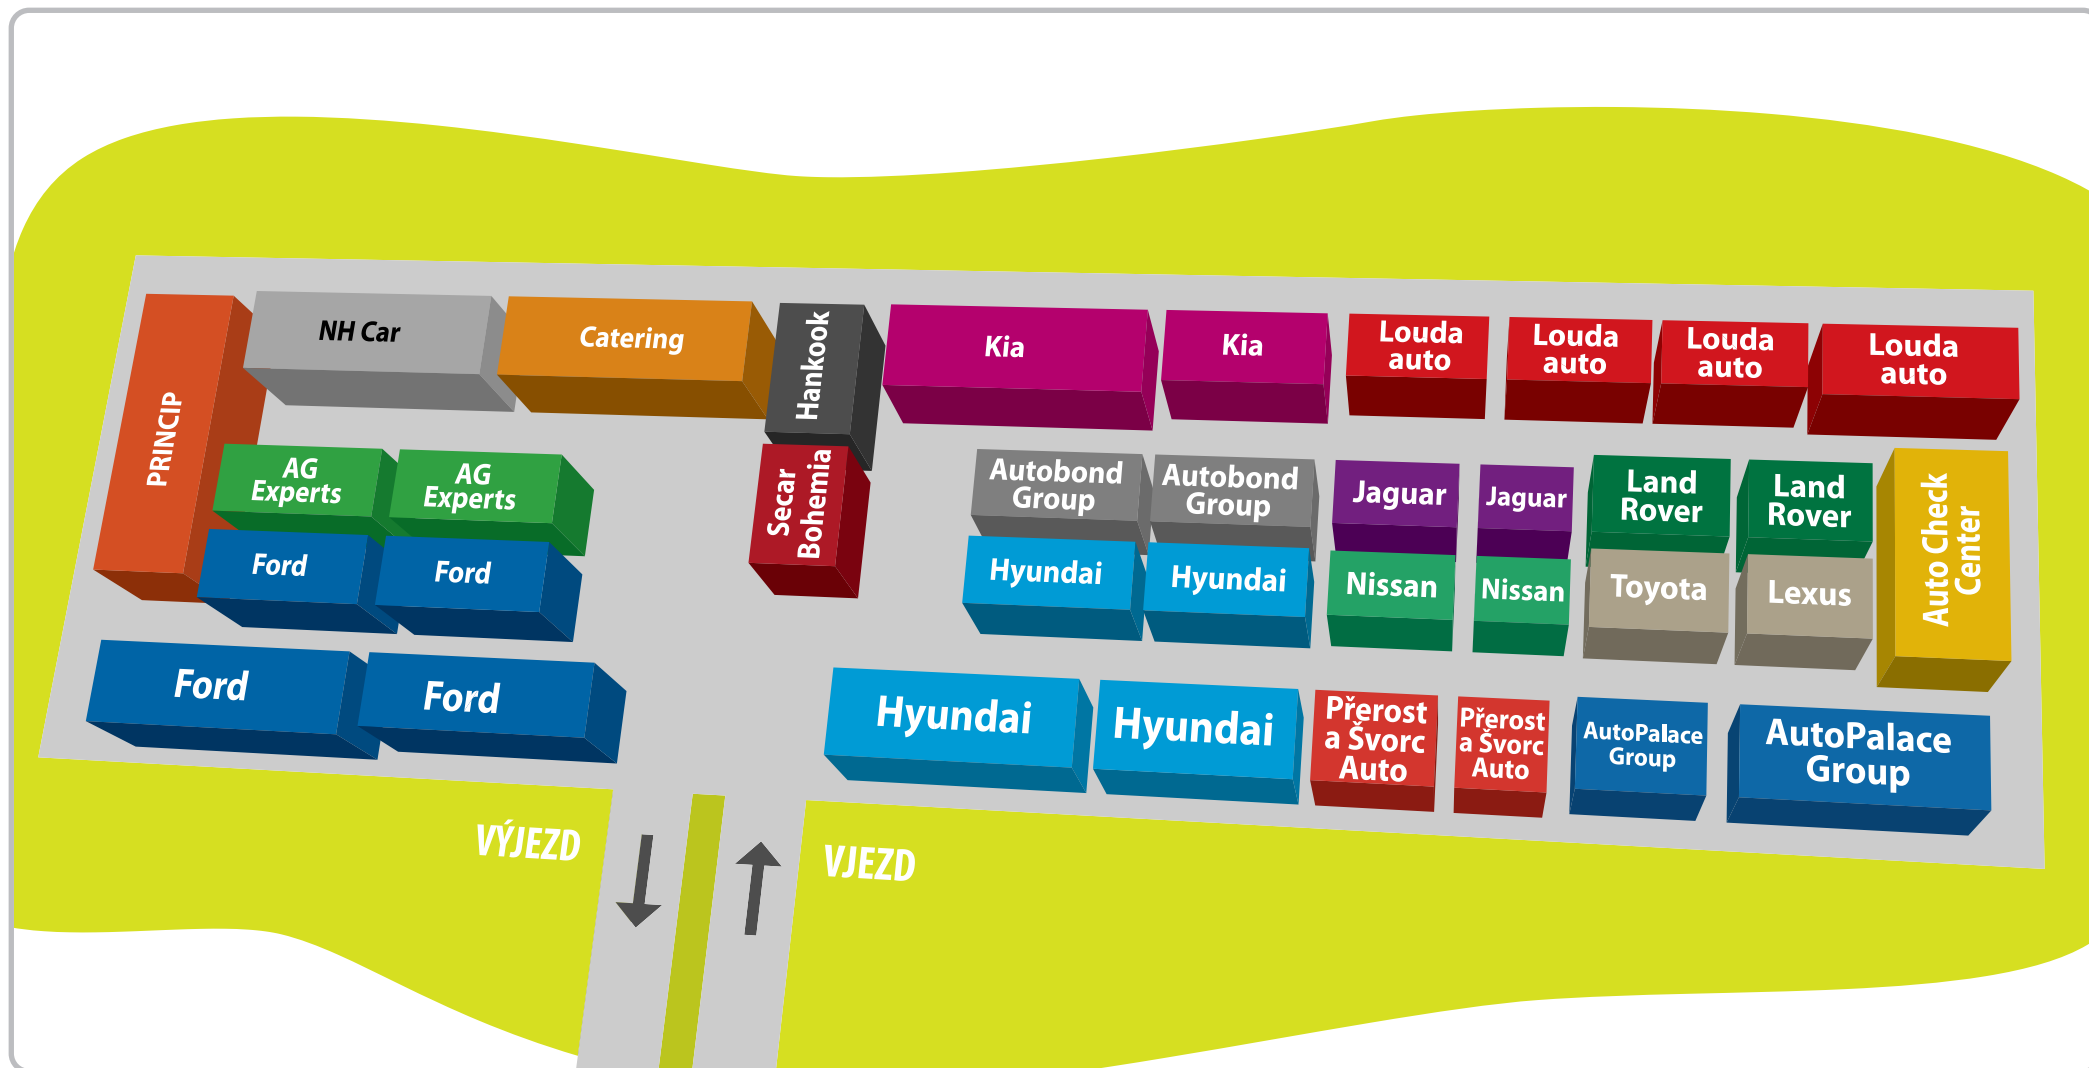 NH Car
Catering
Hankook
Kia
Kia
Louda
auto
Louda
auto
Louda
auto
Louda
auto
PRINCIP
AG
Experts
AG
Experts
Secar
Bohemia
Autobond
Group
Autobond
Group
Jaguar
Jaguar
Land
Rover
Land
Rover
Auto Check
Center
Ford
Ford
Hyundai
Hyundai
Nissan
Nissan
Toyota
Lexus
Ford
Ford
Hyundai
Hyundai
Přerost
a Švorc
Auto
Přerost
a Švorc
Auto
AutoPalace
Group
AutoPalace
Group
VÝJEZD
VJEZD